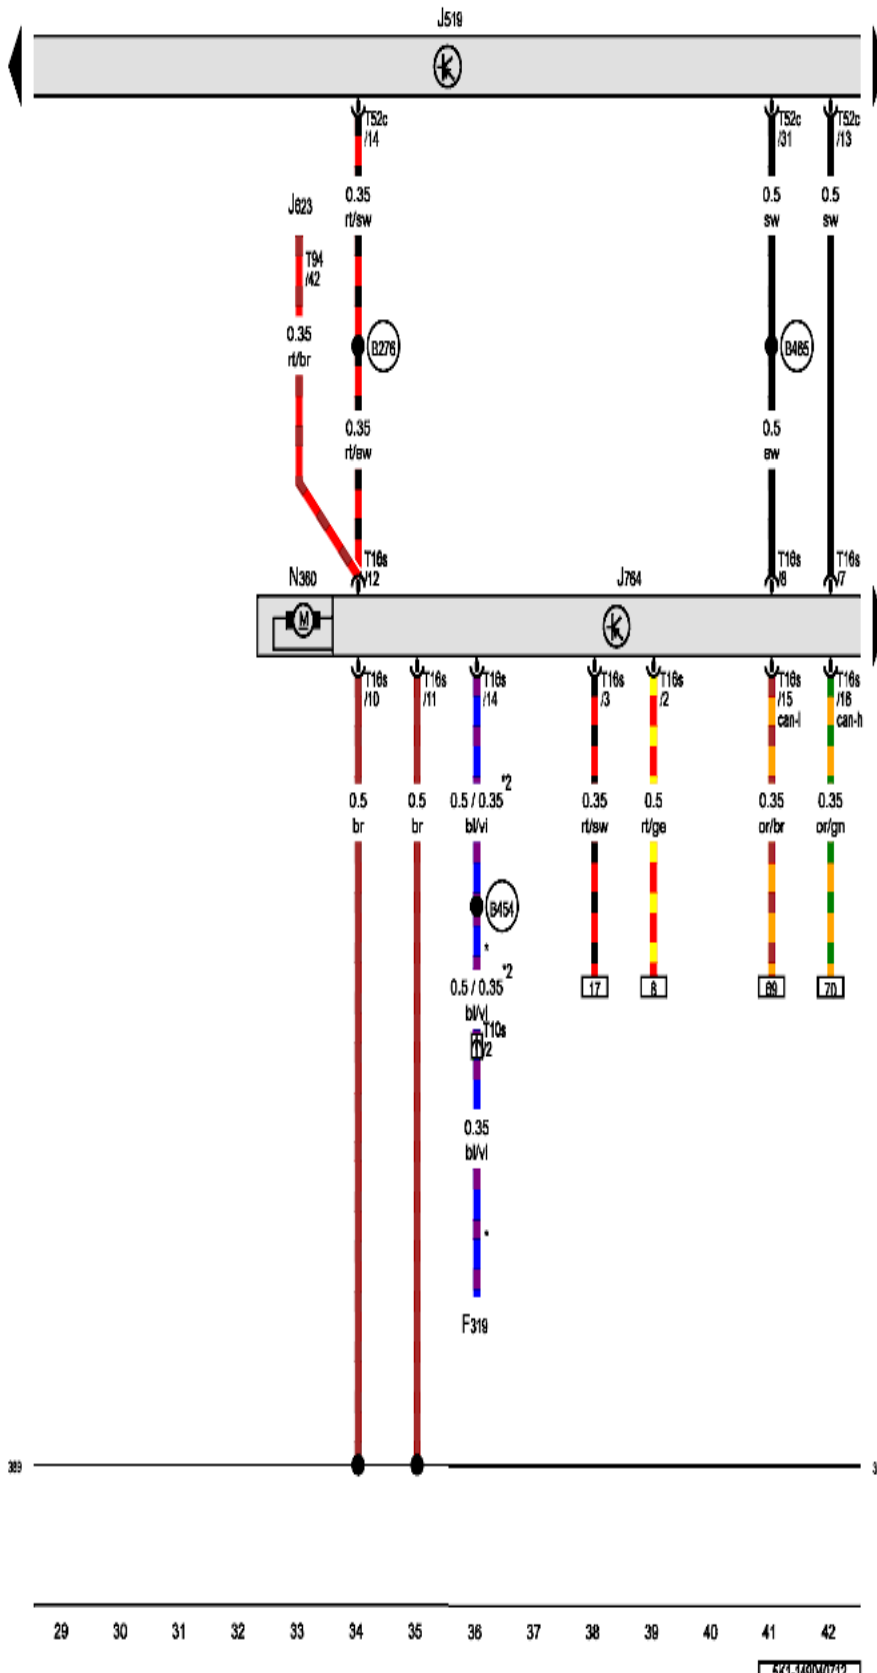 J519
T52c
/14
T52c
/31
T52c
/13
0.35
rt/sw
0.5
sw
0.5
sw
J623
T94
/42
0.35
rt/br
B276
B465
0.35
rt/sw
0.5
sw
T16s
/12
T16s
/8
T16s
/7
N360
J764
M
T16s
/10
T16s
/11
T16s
/14
T16s
/3
T16s
/2
T16s
/15
can-l
T16s
/16
can-h
*2
0.5
br
0.5
br
0.5 / 0.35
bl/vi
0.35
rt/sw
0.5
rt/ge
0.35
or/br
0.35
or/gn
B454
*
*2
0.5 / 0.35
bl/vi
17
69
70
T10s
/2
0.35
bl/vi
*
F319
389
29 30 31 32 33 34 35 36 37 38 39 40 41 42